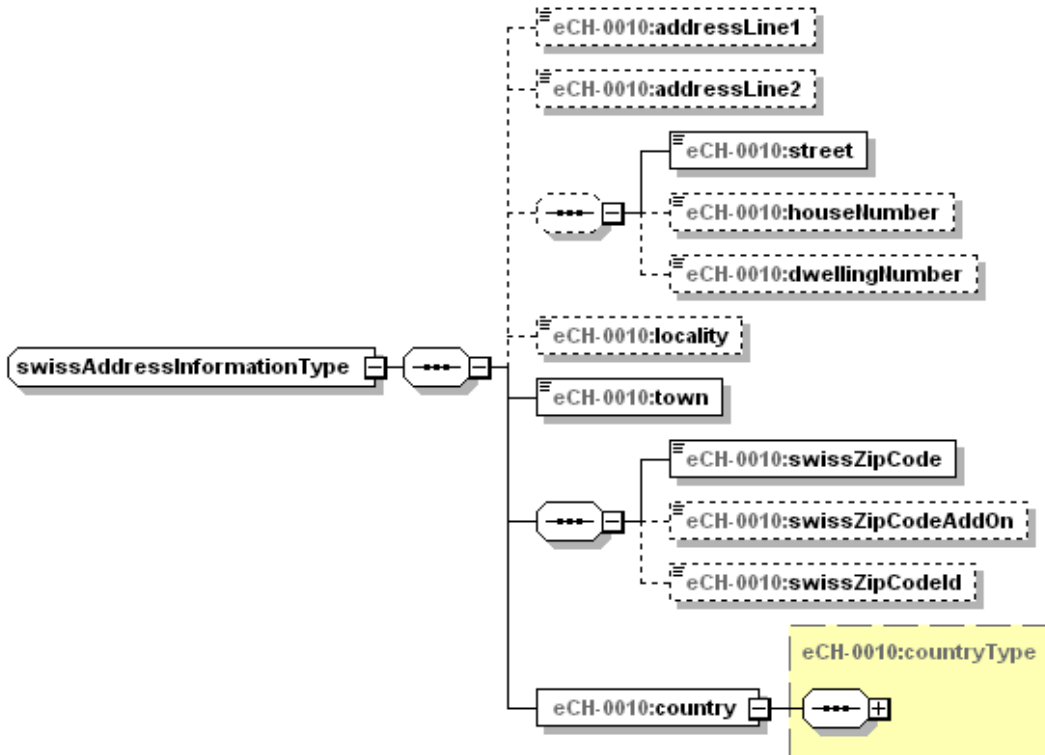 eCH-0010:addressLine1
eCH-0010:addressLine2
eCH-0010:street
eCH-0010:houseNumber
eCH-0010:dwellingNumber
eCH-0010:locality
swissAddressInformationType
eCH-0010:town
eCH-0010:swissZipCode
eCH-0010:swissZipCodeAddOn
eCH-0010:swissZipCodeId
eCH-0010:countryType
eCH-0010:country